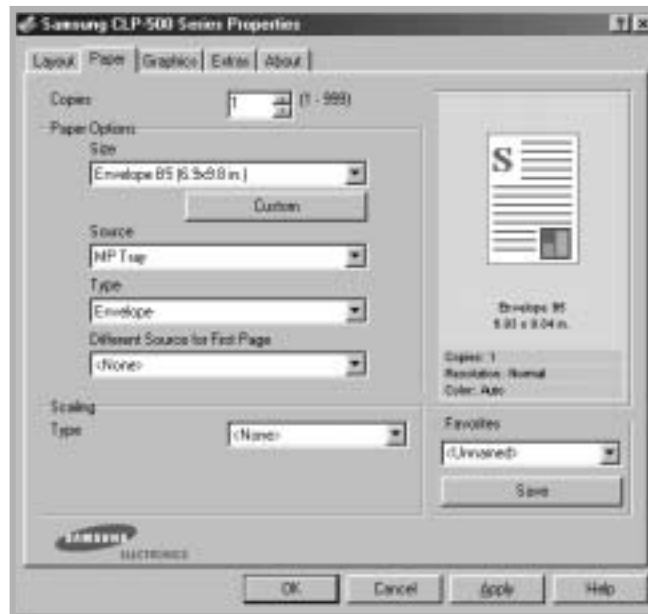 Samsung CLP-500 Series Properties
Layout Paper Graphics Extras About
Copies 1 (1 - 999)
Paper Options
Size
Envelope B5 (6.9x9.8 in.)
Custom
Source
MP Tray
Type
Envelope
Different Source for First Page
<None>
Scaling
Type <None>
S
Envelope B5
Copies: 1
Resolution: Normal
Color: Auto
Favorites
<Unnamed>
Save
SAMSUNG
ELECTRONICS
OK Cancel Apply Help